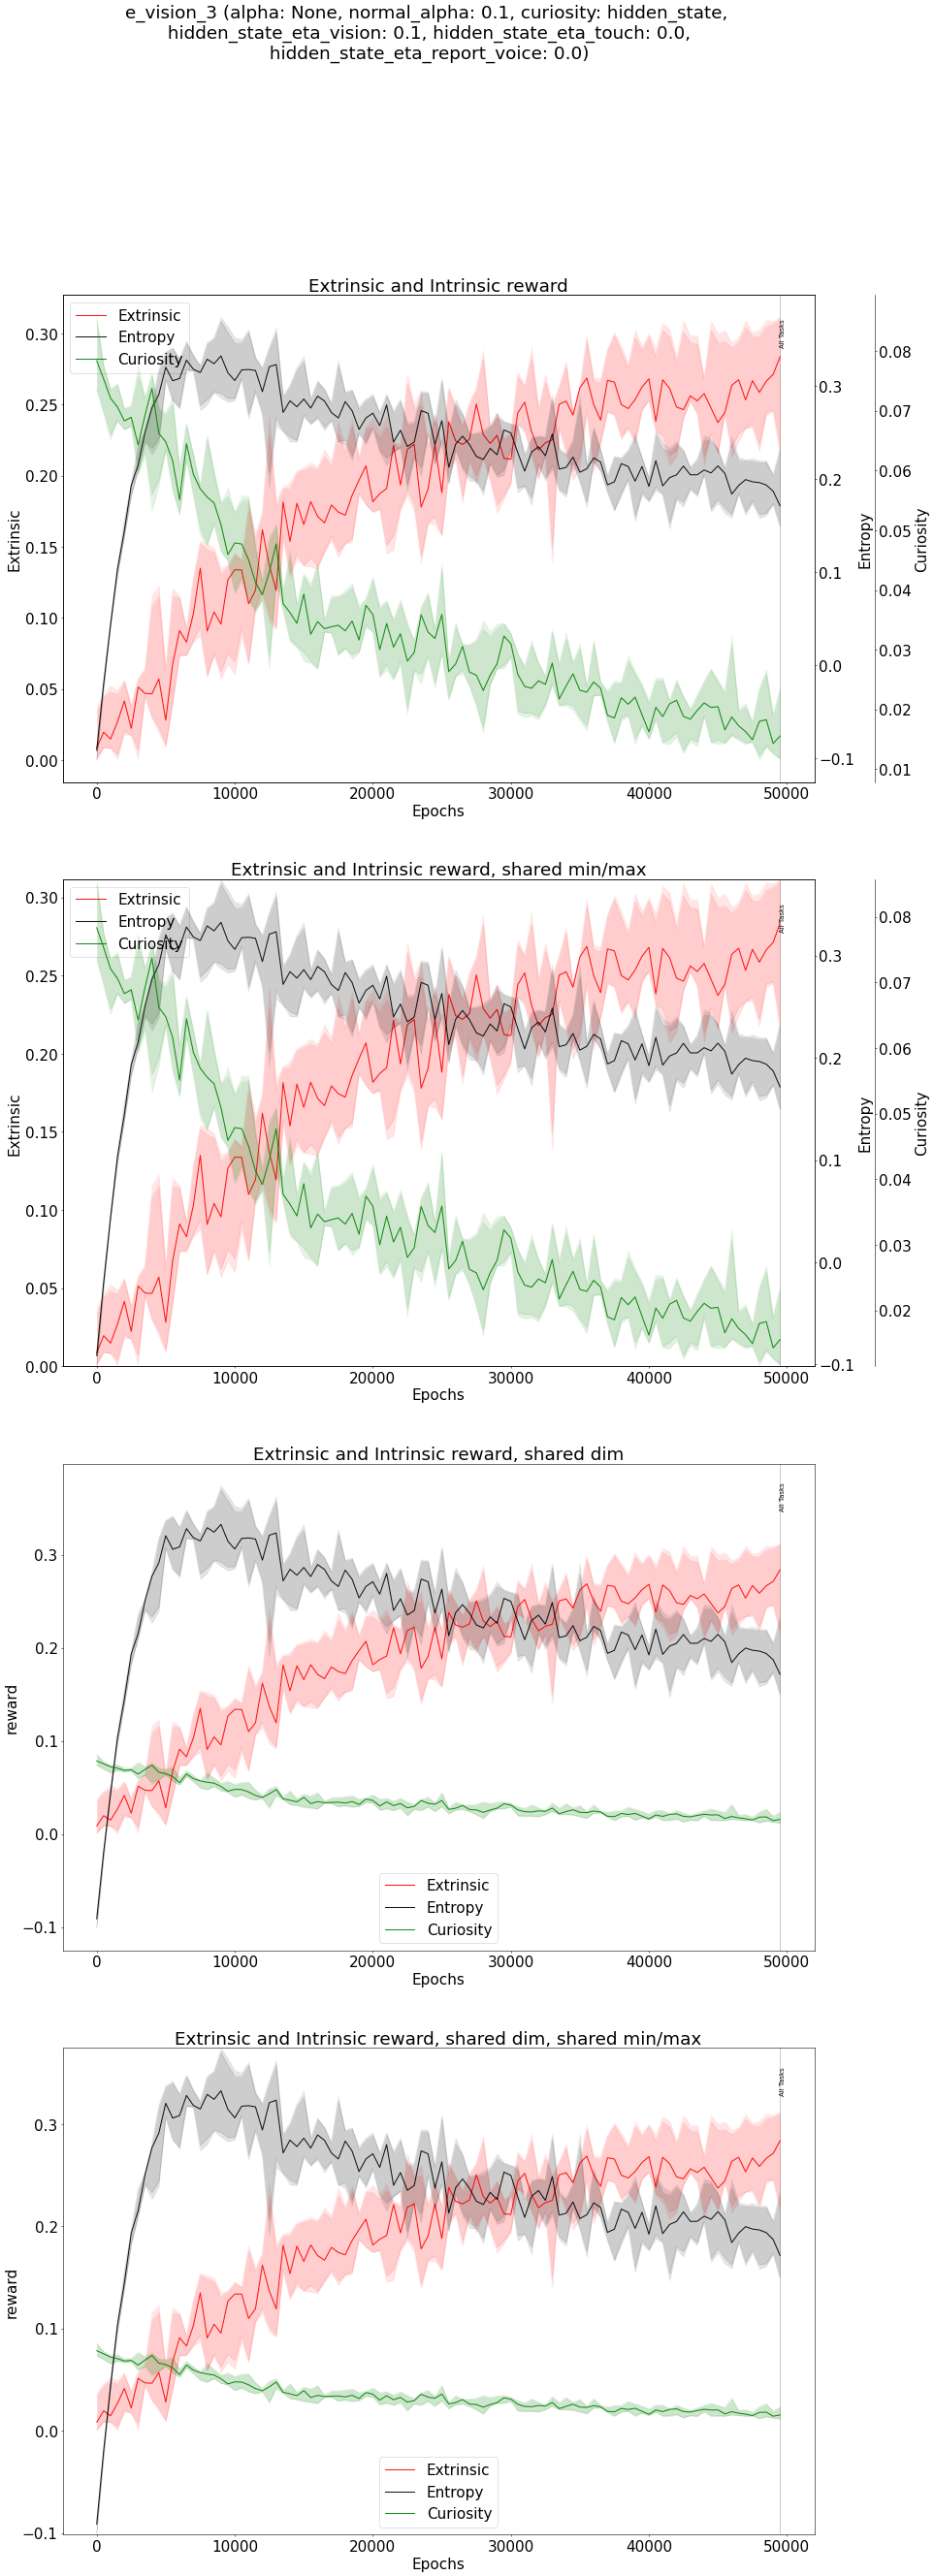 e_vision_3 (alpha: None, normal_alpha: 0.1, curiosity: hidden_state,
hidden_state_eta_vision: 0.1, hidden_state_eta_touch: 0.0,
hidden_state_eta_report_voice: 0.0)
Extrinsic and Intrinsic reward
Extrinsic
Entropy
Curiosity
All Tasks
0.30
0.25
0.20
0.15
0.10
0.05
0.00
Extrinsic
0.3
0.2
0.1
0.0
−0.1
Entropy
0.08
0.07
0.06
0.05
0.04
0.03
0.02
0.01
Curiosity
0 10000 20000 30000 40000 50000
Epochs
Extrinsic and Intrinsic reward, shared min/max
Extrinsic
Entropy
Curiosity
All Tasks
0.30
0.25
0.20
0.15
0.10
0.05
0.00
Extrinsic
0.3
0.2
0.1
0.0
−0.1
Entropy
0.08
0.07
0.06
0.05
0.04
0.03
0.02
Curiosity
0 10000 20000 30000 40000 50000
Epochs
Extrinsic and Intrinsic reward, shared dim
All Tasks
0.3
0.2
0.1
0.0
−0.1
reward
Extrinsic
Entropy
Curiosity
0 10000 20000 30000 40000 50000
Epochs
Extrinsic and Intrinsic reward, shared dim, shared min/max
All Tasks
0.3
0.2
0.1
0.0
−0.1
reward
Extrinsic
Entropy
Curiosity
0 10000 20000 30000 40000 50000
Epochs